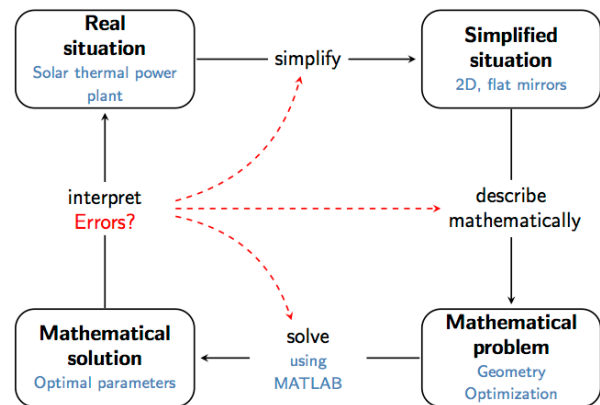 Real
situation
Solar thermal power
plant
simplify
Simplified
situation
2D, flat mirrors
interpret
Errors?
describe
mathematically
Mathematical
solution
Optimal parameters
solve
using
MATLAB
Mathematical
problem
Geometry
Optimization